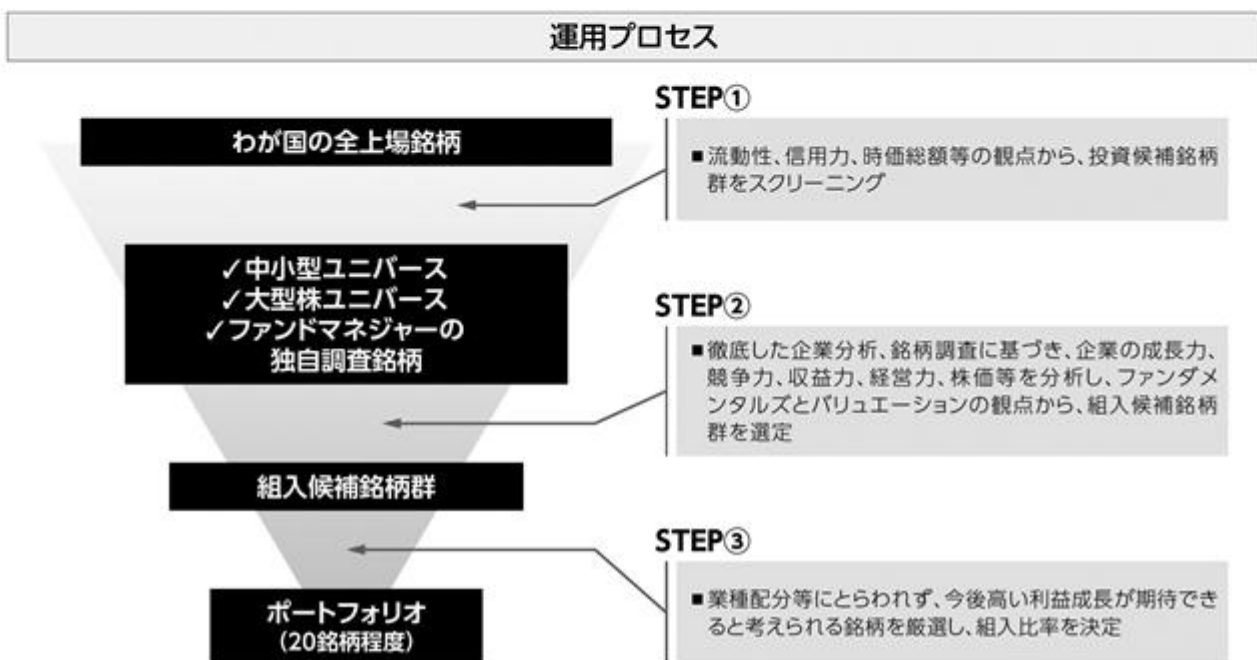 運用プロセス
わが国の全上場銘柄
STEP①
■流動性、信用力、時価総額等の観点から、投資候補銘柄
群をスクリーニング
✓中小型ユニバース
✓大型株ユニバース
✓ファンドマネジャーの
独自調査銘柄
STEP②
■徹底した企業分析、銘柄調査に基づき、企業の成長力、
競争力、収益力、経営力、株価等を分析し、ファンダメ
ンタルズとバリュエーションの観点から、組入候補銘柄
群を選定
組入候補銘柄群
STEP③
■業種配分等にとらわれず、今後高い利益成長が期待でき
ると考えられる銘柄を厳選し、組入比率を決定
ポートフォリオ
(20銘柄程度)